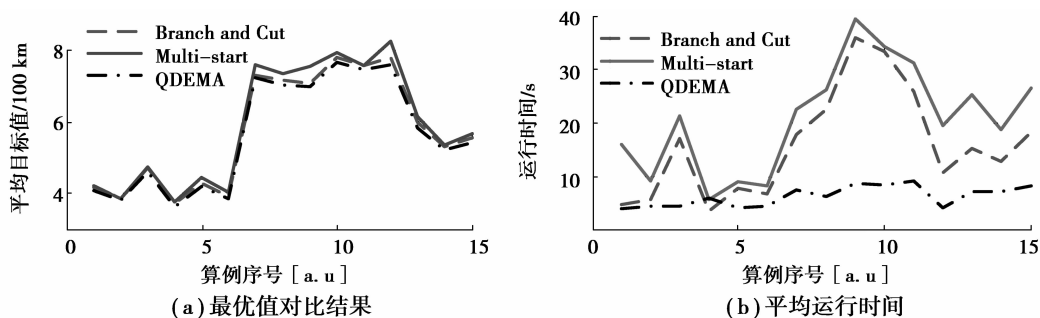 Branch and Cut
Multi-start
QDEMA
平均目标值/100 km
8
6
4
0
5
10
15
算例序号[a.u]
(a)最优值对比结果
Branch and Cut
Multi-start
QDEMA
运行时间/s
40
30
20
10
0
5
10
15
算例序号[a.u]
(b)平均运行时间